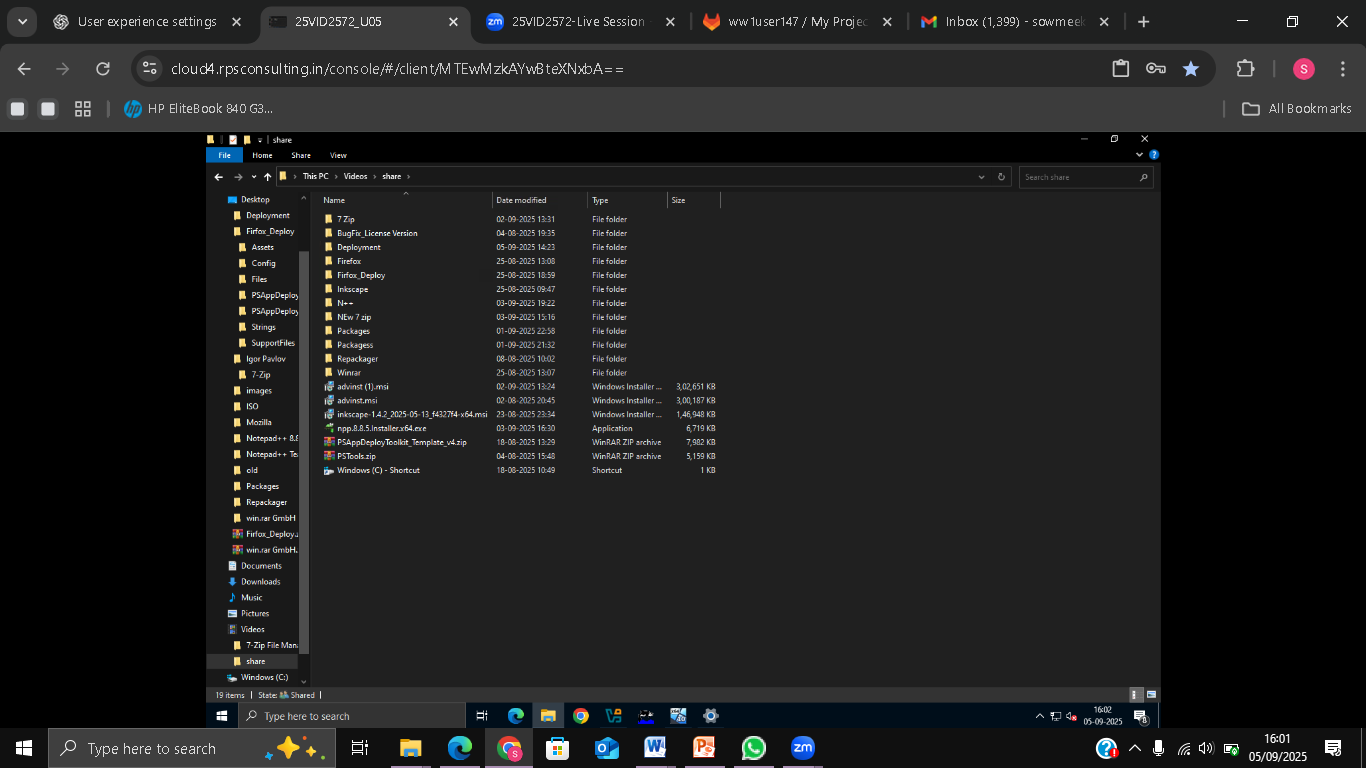 User experience settings
25VID2572_U05
25VID2572-Live Session
ww1user147 / My Projec
Inbox (1,399) - sowmeek
cloud4.rpsconsulting.in/console/#/client/MTEwMzkAYwBteXNxbA==
S
HP EliteBook 840 G3...
All Bookmarks
share
File Home Share View
This PC > Videos > share >
Search share
Desktop
Deployment
Firfox_Deploy
Assets
Config
Files
PSAppDeploy
PSAppDeploy
Strings
SupportFiles
Igor Pavlov
7-Zip
images
ISO
Mozilla
Notepad++ 8.8
Notepad++ Tea
old
Packages
Repackager
win.rar GmbH
Firfox_Deploy.z
win.rar GmbH.
Documents
Downloads
Music
Pictures
Videos
7-Zip File Mana
share
Windows (C:)
Name Date modified Type Size
7 Zip 02-09-2025 13:31 File folder
BugFix_License Version 04-08-2025 19:35 File folder
Deployment 05-09-2025 14:23 File folder
Firefox 25-08-2025 13:08 File folder
Firfox_Deploy 25-08-2025 18:59 File folder
Inkscape 25-08-2025 09:47 File folder
N++ 03-09-2025 19:22 File folder
NEw 7 zip 03-09-2025 15:16 File folder
Packages 01-09-2025 22:58 File folder
Packagess 01-09-2025 21:32 File folder
Repackager 08-08-2025 10:02 File folder
Winrar 25-08-2025 13:07 File folder
advinst (1).msi 02-09-2025 13:24 Windows Installer ... 3,02,651 KB
advinst.msi 02-08-2025 20:45 Windows Installer ... 3,00,187 KB
inkscape-1.4.2_2025-05-13_f4327f4-x64.msi 23-08-2025 23:34 Windows Installer ... 1,46,948 KB
npp.8.8.5.Installer.x64.exe 03-09-2025 16:30 Application 6,719 KB
PSAppDeployToolkit_Template_v4.zip 18-08-2025 13:29 WinRAR ZIP archive 7,982 KB
PSTools.zip 04-08-2025 15:48 WinRAR ZIP archive 5,159 KB
Windows (C) - Shortcut 18-08-2025 10:49 Shortcut 1 KB
19 items State: Shared
Type here to search
16:02
05-09-2025
Type here to search
16:01
05/09/2025